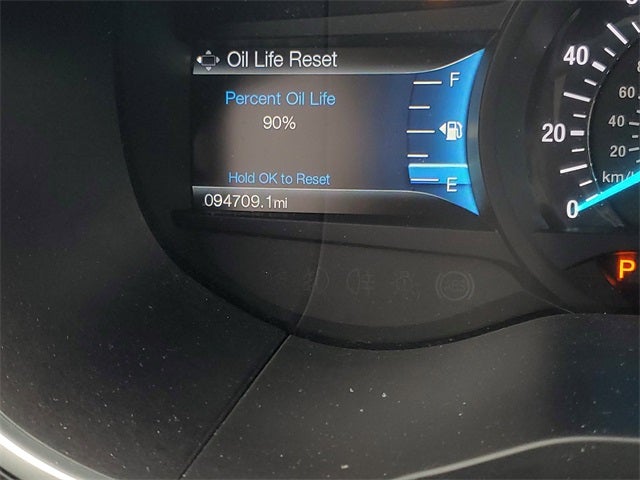 Oil Life Reset
Percent Oil Life
90%
Hold OK to Reset
094709.1mi
F
E
40
20
0
60
40
20
km/
P